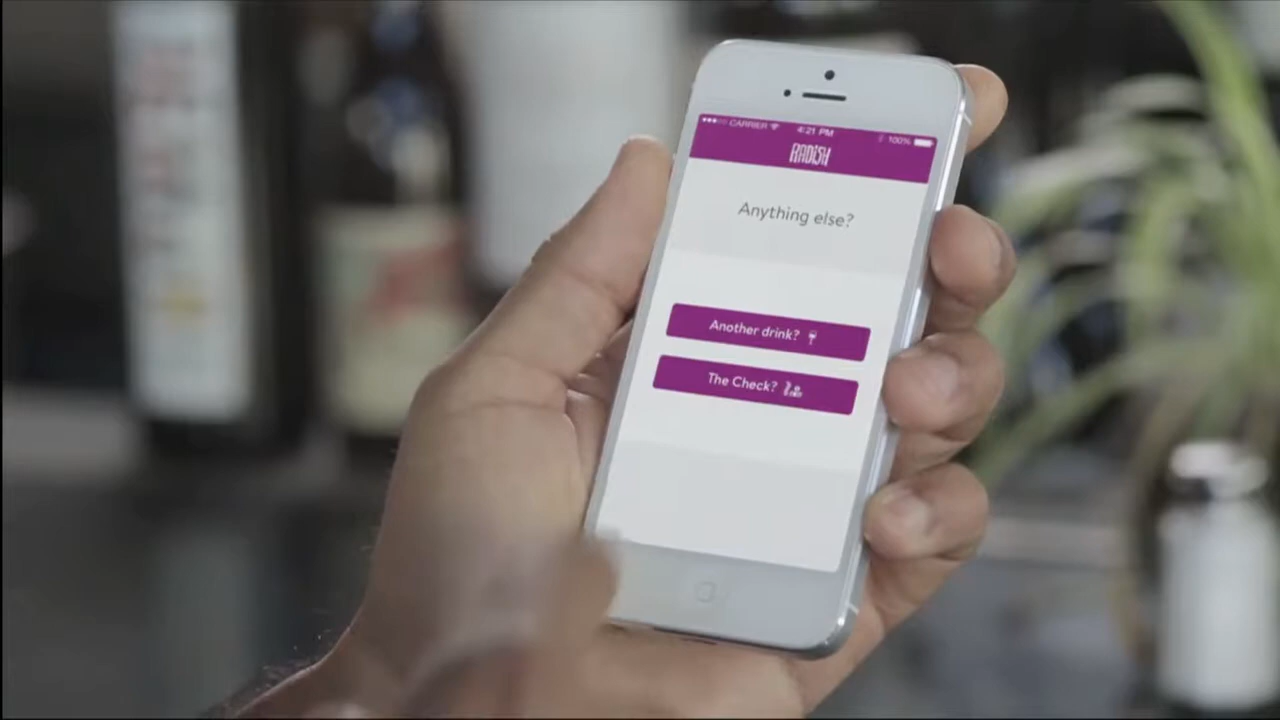 CARRIER 4:21 PM 100%
RADISH
Anything else?
Another drink?
The Check?